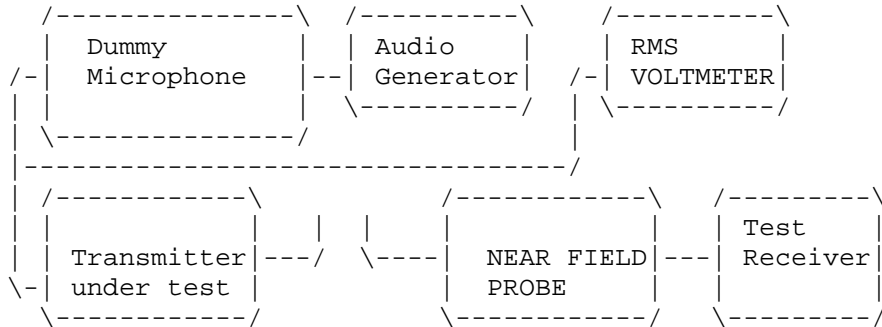 Dummy Microphone
Audio Generator
RMS VOLTMETER
Transmitter under test
NEAR FIELD PROBE
Test Receiver